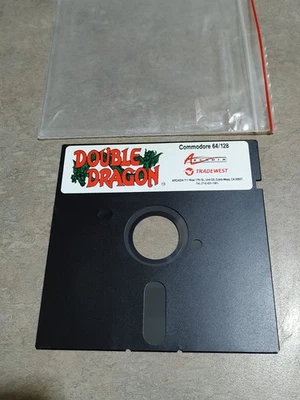 DOUBLE
DRAGON
Commodore 64/128
ARCADIA
TRADEWEST